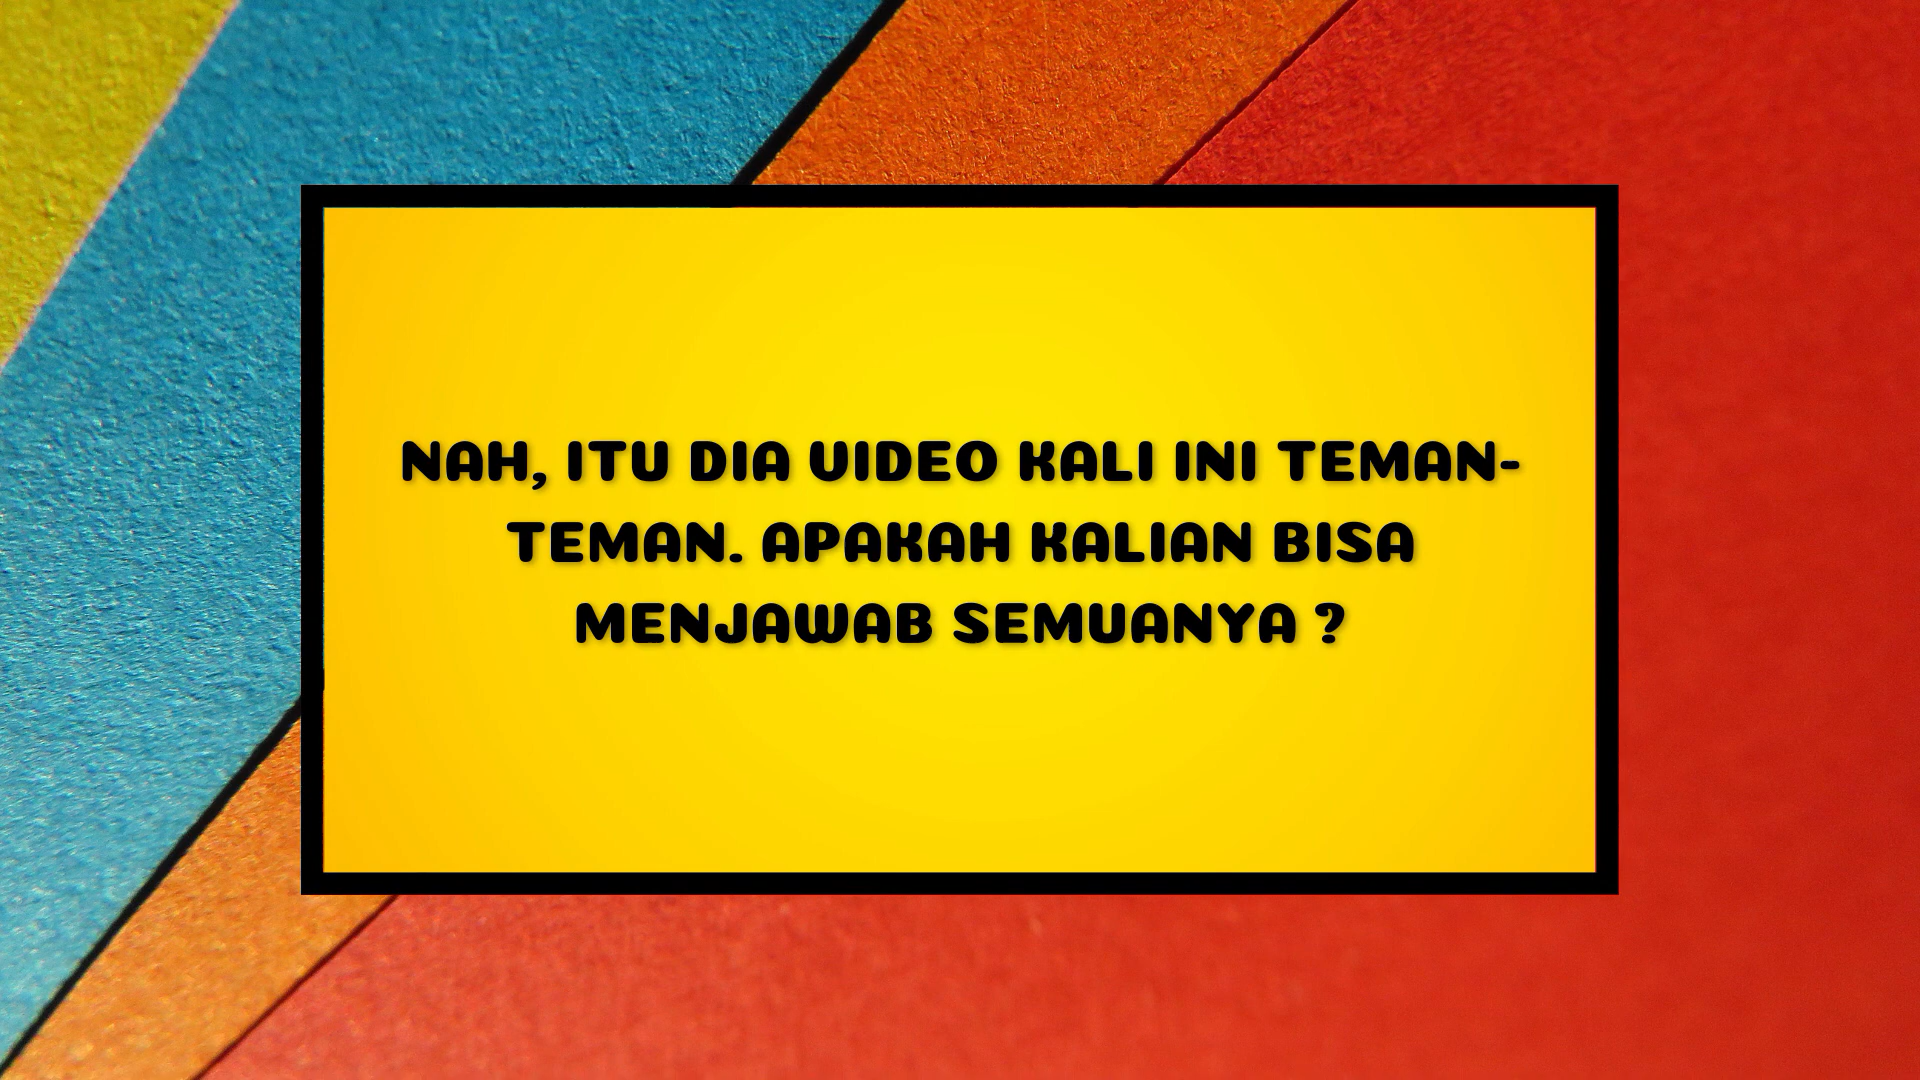 NAH, ITU DIA VIDEO KALI INI TEMAN-
TEMAN. APAKAH KALIAN BISA
MENJAWAB SEMUANYA ?